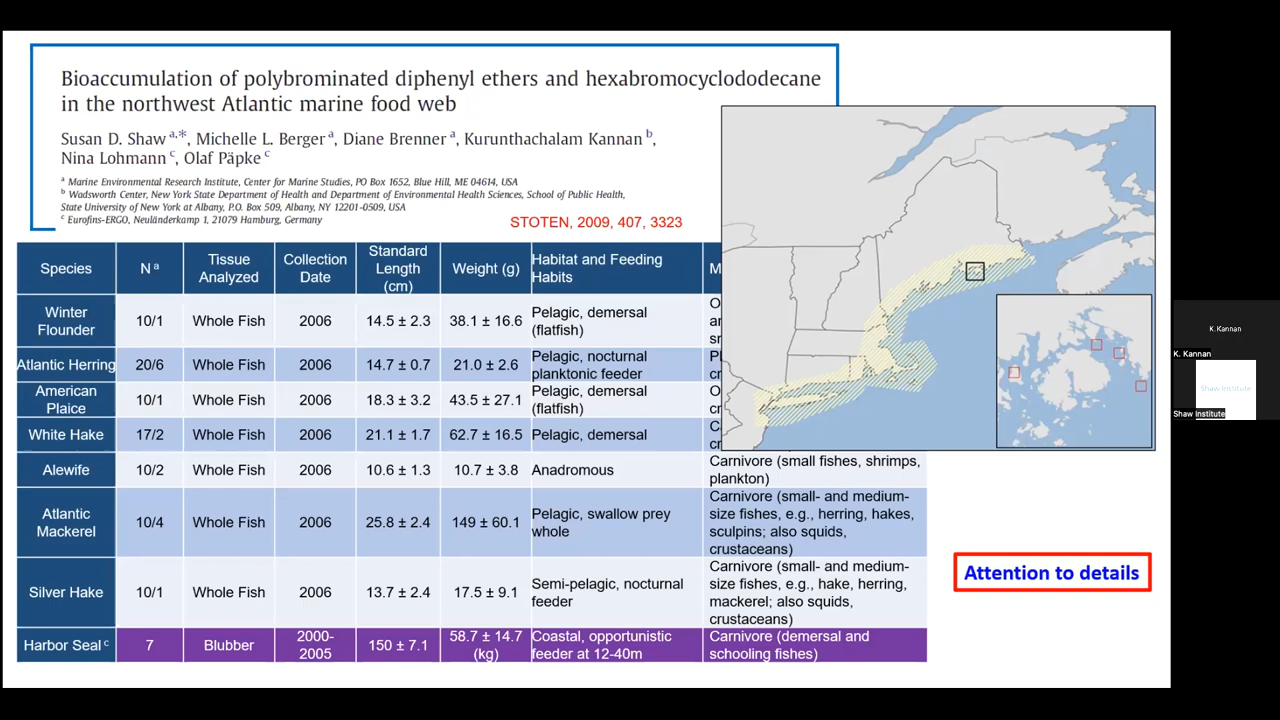 Bioaccumulation of polybrominated diphenyl ethers and hexabromocyclododecane
in the northwest Atlantic marine food web
Susan D. Shaw a,*, Michelle L. Berger a, Diane Brenner a, Kurunthachalam Kannan b,
Nina Lohmann c, Olaf Päpke c
a Marine Environmental Research Institute, Center for Marine Studies, PO Box 1652, Blue Hill, ME 04614, USA
b Wadsworth Center, New York State Department of Health and Department of Environmental Health Sciences, School of Public Health,
State University of New York at Albany, P.O. Box 509, Albany, NY 12201-0509, USA
c Eurofins-ERGO, Neuländerkamp 1, 21079 Hamburg, Germany
STOTEN, 2009, 407, 3323
Species
N a
Tissue
Analyzed
Collection
Date
Standard
Length
(cm)
Weight (g)
Habitat and Feeding
Habits
M
Winter
Flounder
10/1
Whole Fish
2006
14.5 ± 2.3
38.1 ± 16.6
Pelagic, demersal
(flatfish)
O
ar
sr
Atlantic Herring
20/6
Whole Fish
2006
14.7 ± 0.7
21.0 ± 2.6
Pelagic, nocturnal
planktonic feeder
Pl
cr
American
Plaice
10/1
Whole Fish
2006
18.3 ± 3.2
43.5 ± 27.1
Pelagic, demersal
(flatfish)
O
cr
White Hake
17/2
Whole Fish
2006
21.1 ± 1.7
62.7 ± 16.5
Pelagic, demersal
C
cr
Alewife
10/2
Whole Fish
2006
10.6 ± 1.3
10.7 ± 3.8
Anadromous
Carnivore (small fishes, shrimps,
plankton)
Atlantic
Mackerel
10/4
Whole Fish
2006
25.8 ± 2.4
149 ± 60.1
Pelagic, swallow prey
whole
Carnivore (small- and medium-
size fishes, e.g., herring, hakes,
sculpins; also squids,
crustaceans)
Silver Hake
10/1
Whole Fish
2006
13.7 ± 2.4
17.5 ± 9.1
Semi-pelagic, nocturnal
feeder
Carnivore (small- and medium-
size fishes, e.g., hake, herring,
mackerel; also squids,
crustaceans)
Harbor Seal c
7
Blubber
2000-
2005
150 ± 7.1
58.7 ± 14.7
(kg)
Coastal, opportunistic
feeder at 12-40m
Carnivore (demersal and
schooling fishes)
Attention to details
K. Kannan
K. Kannan
Shaw Institute
Shaw Institute